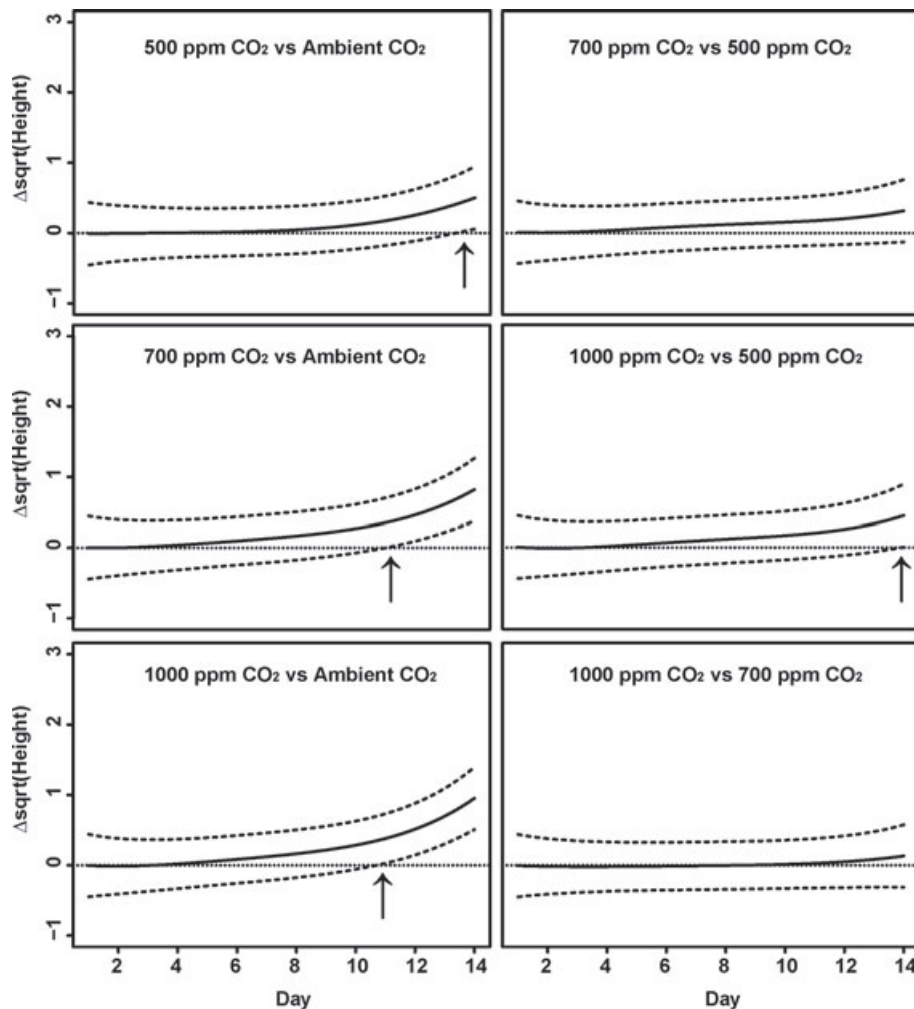 500 ppm CO₂ vs Ambient CO₂
700 ppm CO₂ vs 500 ppm CO₂
Δsqrt(Height)
3
2
1
0
−1
700 ppm CO₂ vs Ambient CO₂
1000 ppm CO₂ vs 500 ppm CO₂
Δsqrt(Height)
3
2
1
0
−1
1000 ppm CO₂ vs Ambient CO₂
1000 ppm CO₂ vs 700 ppm CO₂
Δsqrt(Height)
3
2
1
0
−1
2 4 6 8 10 12 14
2 4 6 8 10 12 14
Day
Day